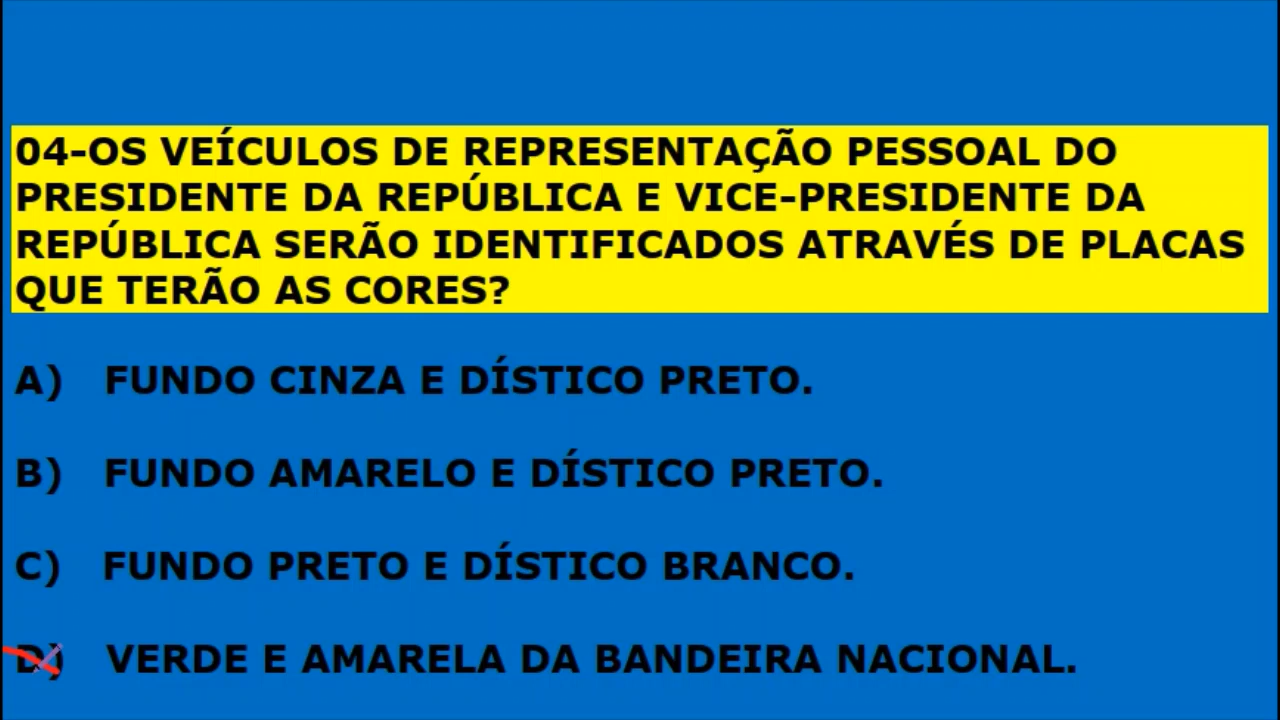 04-OS VEÍCULOS DE REPRESENTAÇÃO PESSOAL DO
PRESIDENTE DA REPÚBLICA E VICE-PRESIDENTE DA
REPÚBLICA SERÃO IDENTIFICADOS ATRAVÉS DE PLACAS
QUE TERÃO AS CORES?
A) FUNDO CINZA E DÍSTICO PRETO.
B) FUNDO AMARELO E DÍSTICO PRETO.
C) FUNDO PRETO E DÍSTICO BRANCO.
D) VERDE E AMARELA DA BANDEIRA NACIONAL.